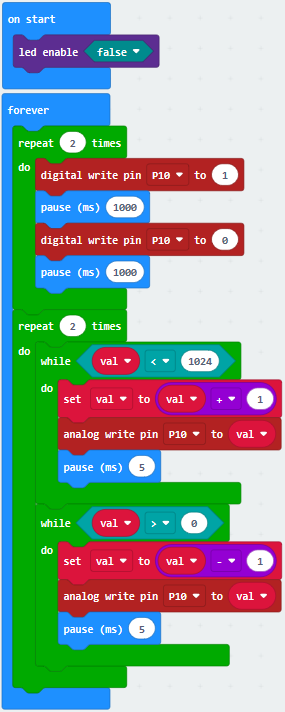 on start
led enable false
forever
repeat 2 times
do
digital write pin P10 to 1
pause (ms) 1000
digital write pin P10 to 0
pause (ms) 1000
repeat 2 times
do
while val < 1024
do
set val to val + 1
analog write pin P10 to val
pause (ms) 5
while val > 0
do
set val to val - 1
analog write pin P10 to val
pause (ms) 5